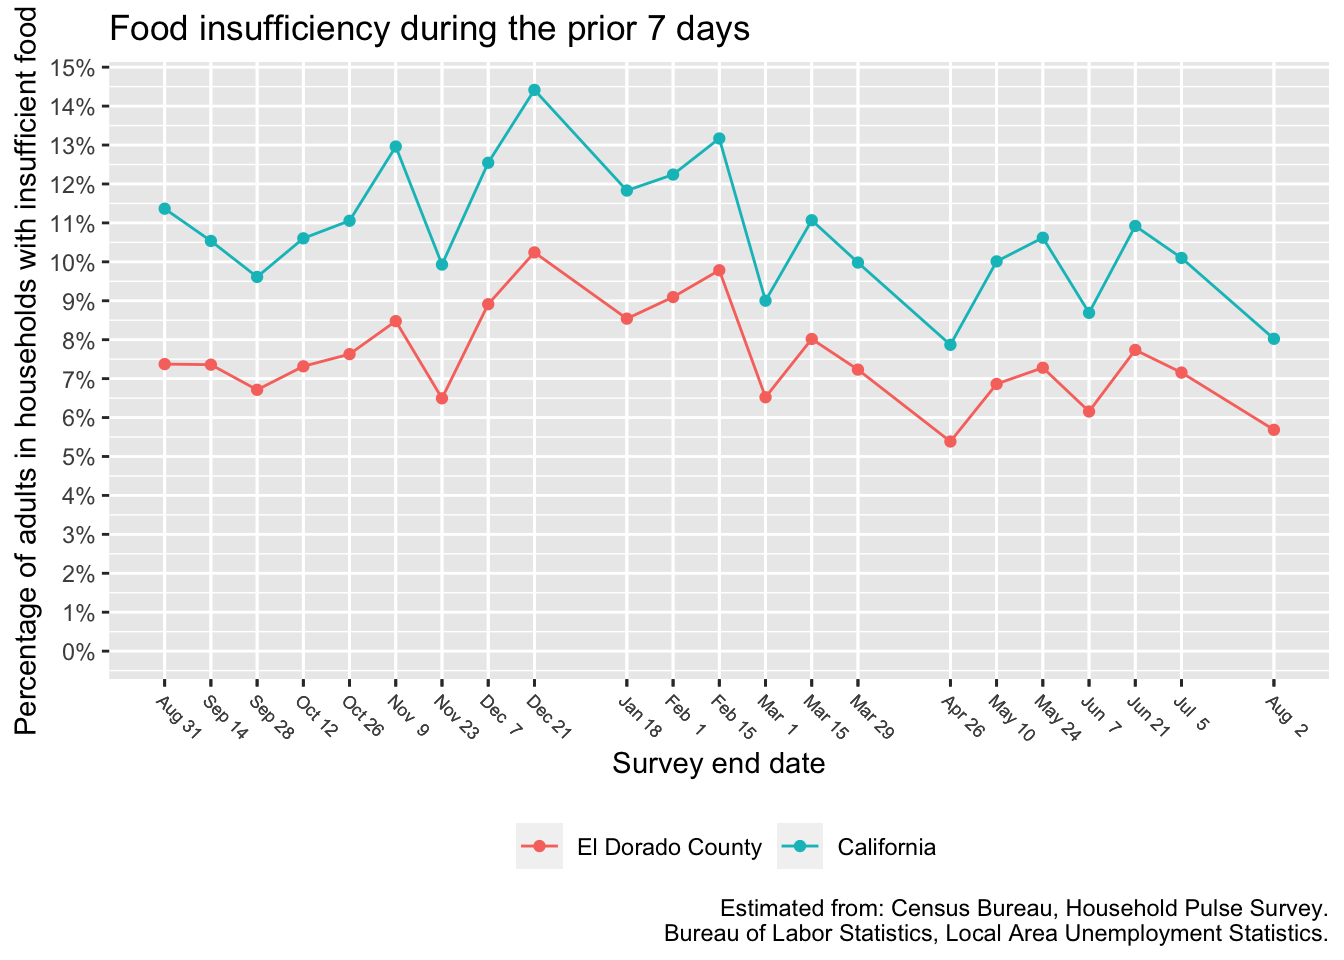 Food insufficiency during the prior 7 days
Percentage of adults in households with insufficient food
15%
14%
13%
12%
11%
10%
9%
8%
7%
6%
5%
4%
3%
2%
1%
0%
Aug 31
Sep 14
Sep 28
Oct 12
Oct 26
Nov 9
Nov 23
Dec 7
Dec 21
Jan 18
Feb 1
Feb 15
Mar 1
Mar 15
Mar 29
Apr 26
May 10
May 24
Jun 7
Jun 21
Jul 5
Aug 2
Survey end date
El Dorado County
California
Estimated from: Census Bureau, Household Pulse Survey.
Bureau of Labor Statistics, Local Area Unemployment Statistics.